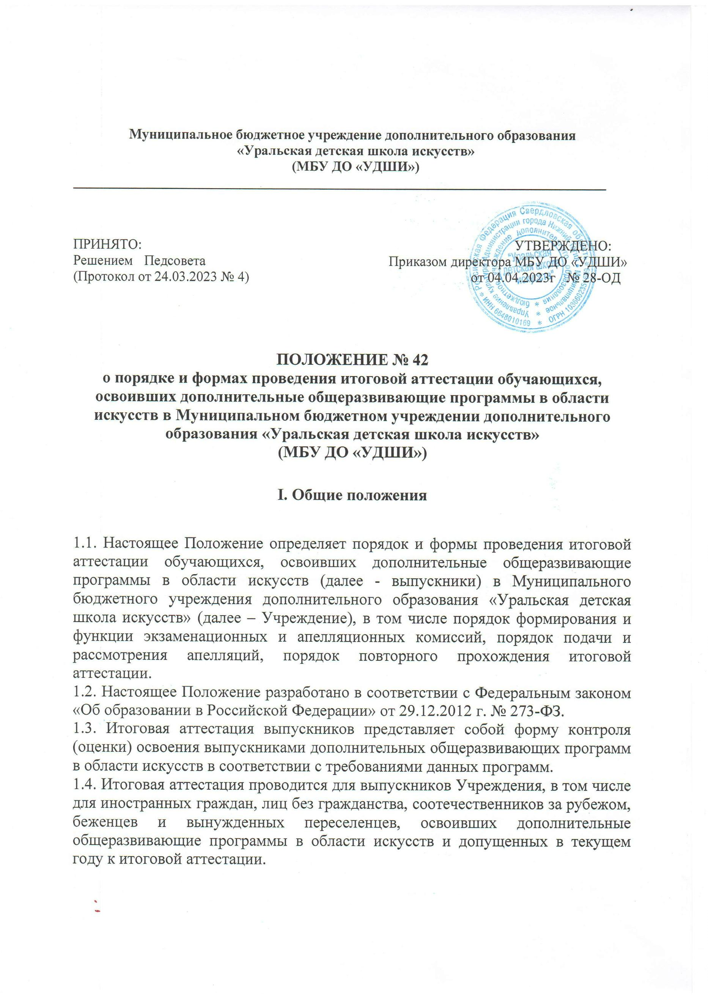 Муниципальное бюджетное учреждение дополнительного образования
«Уральская детская школа искусств»
(МБУ ДО «УДШИ»)
ПРИНЯТО:
Решением Педсовета
(Протокол от 24.03.2023 № 4)
УТВЕРЖДЕНО:
Приказом директора МБУ ДО «УДШИ»
от 04.04.2023г № 28-ОД
Российская Федерация Свердловская область
Управление культуры Администрации города Нижний Тагил * Муниципальное
бюджетное учреждение дополнительного образования
"Уральская
детская школа
искусств"
* ИНН 6648010169 * ОГРН
ПОЛОЖЕНИЕ № 42
о порядке и формах проведения итоговой аттестации обучающихся,
освоивших дополнительные общеразвивающие программы в области
искусств в Муниципальном бюджетном учреждении дополнительного
образования «Уральская детская школа искусств»
(МБУ ДО «УДШИ»)
I. Общие положения
1.1. Настоящее Положение определяет порядок и формы проведения итоговой
аттестации обучающихся, освоивших дополнительные общеразвивающие
программы в области искусств (далее - выпускники) в Муниципального
бюджетного учреждения дополнительного образования «Уральская детская
школа искусств» (далее – Учреждение), в том числе порядок формирования и
функции экзаменационных и апелляционных комиссий, порядок подачи и
рассмотрения апелляций, порядок повторного прохождения итоговой
аттестации.
1.2. Настоящее Положение разработано в соответствии с Федеральным законом
«Об образовании в Российской Федерации» от 29.12.2012 г. № 273-ФЗ.
1.3. Итоговая аттестация выпускников представляет собой форму контроля
(оценки) освоения выпускниками дополнительных общеразвивающих программ
в области искусств в соответствии с требованиями данных программ.
1.4. Итоговая аттестация проводится для выпускников Учреждения, в том числе
для иностранных граждан, лиц без гражданства, соотечественников за рубежом,
беженцев и вынужденных переселенцев, освоивших дополнительные
общеразвивающие программы в области искусств и допущенных в текущем
году к итоговой аттестации.